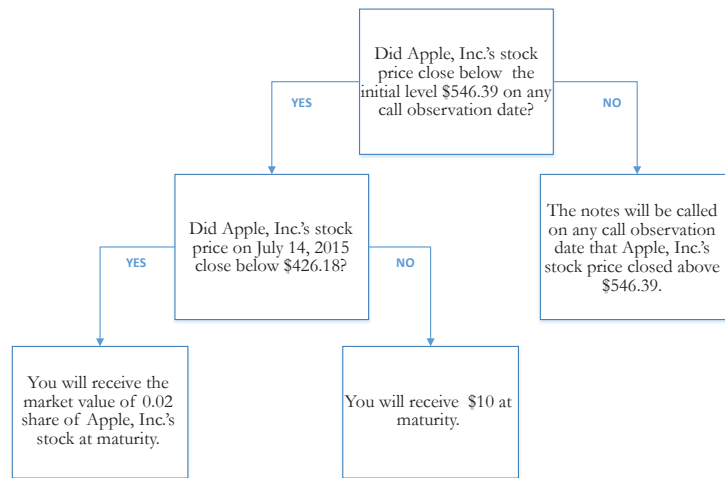 Did Apple, Inc.'s stock
price close below the
initial level $546.39 on any
call observation date?
YES
NO
Did Apple, Inc.'s stock
price on July 14, 2015
close below $426.18?
The notes will be called
on any call observation
date that Apple, Inc.'s
stock price closed above
$546.39.
YES
NO
You will receive the
market value of 0.02
share of Apple, Inc.'s
stock at maturity.
You will receive $10 at
maturity.